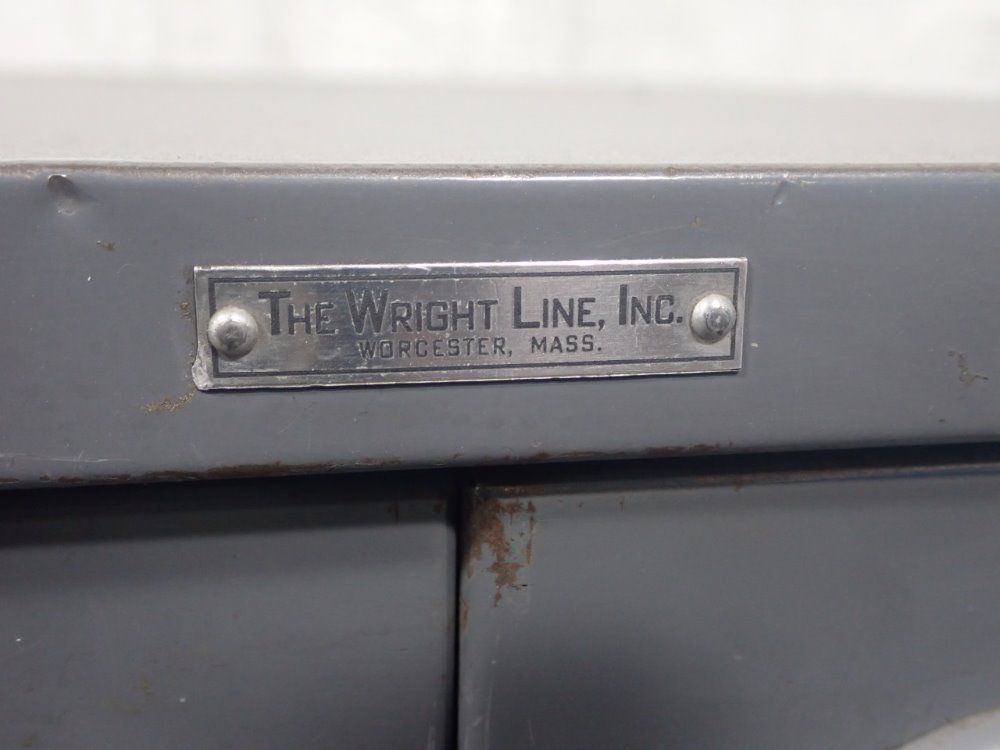 The Wright Line, Inc.
WORCESTER, MASS.